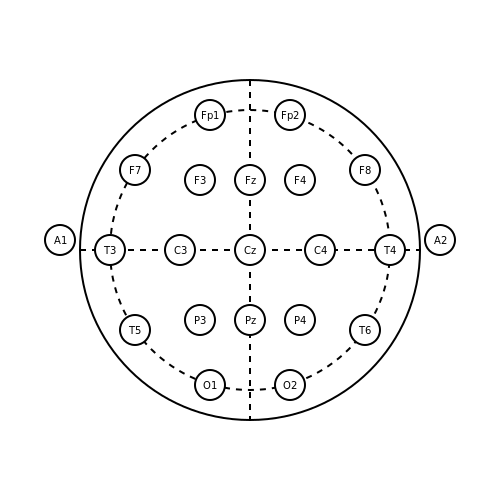 Fp1 Fp2
F7 F3 Fz F4 F8
A1 T3 C3 Cz C4 T4 A2
T5 P3 Pz P4 T6
O1 O2